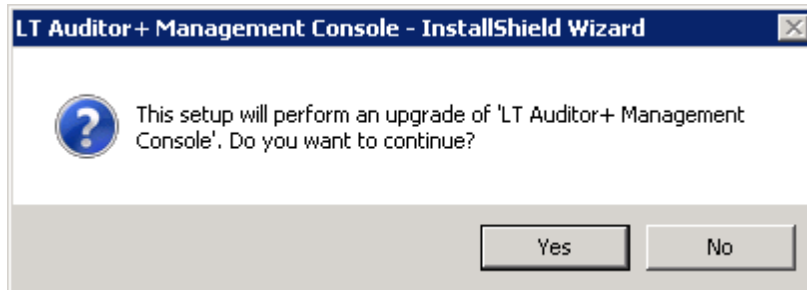 LT Auditor+ Management Console - InstallShield Wizard
This setup will perform an upgrade of 'LT Auditor+ Management
Console'. Do you want to continue?
Yes
No